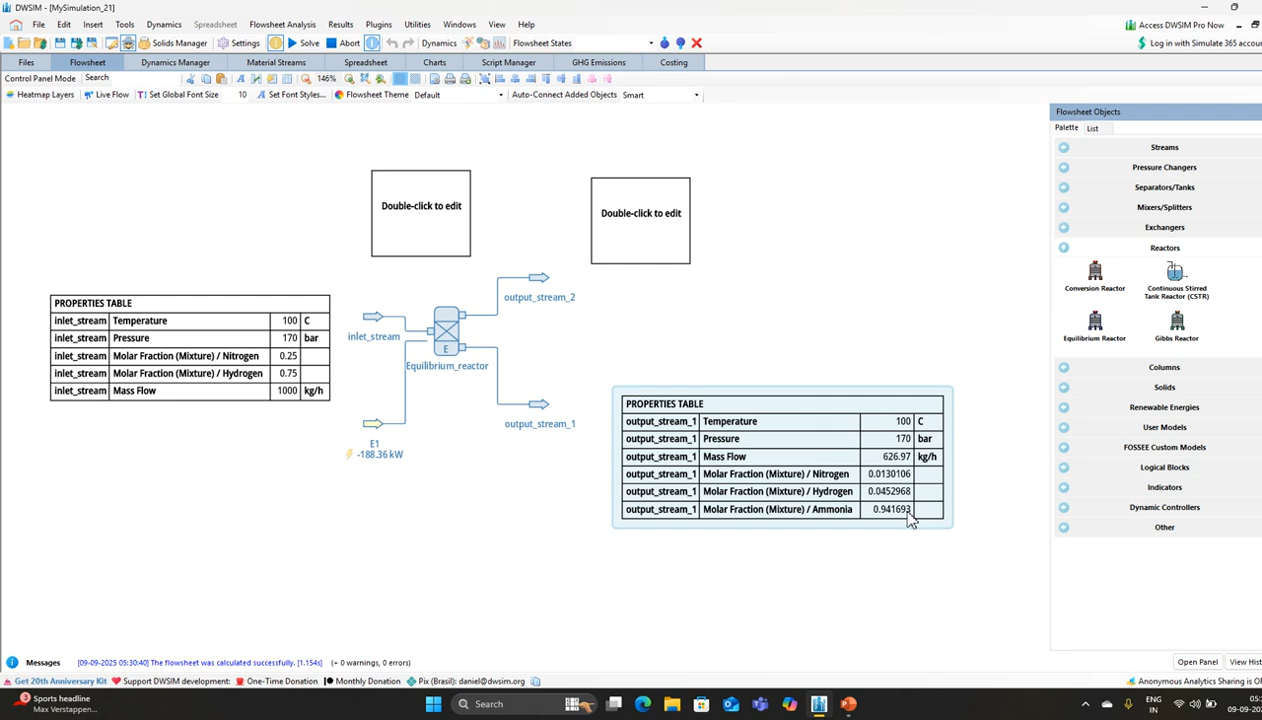 DWSIM - [MySimulation_21]
File Edit Insert Tools Dynamics Spreadsheet Flowsheet Analysis Results Plugins Utilities Windows View Help
Access DWSIM Pro Now
Solids Manager Settings Solve Abort Dynamics Flowsheet States
Log in with Simulate 365 accou
Files Flowsheet Dynamics Manager Material Streams Spreadsheet Charts Script Manager GHG Emissions Costing
Control Panel Mode Search 146%
Heatmap Layers Live Flow Set Global Font Size 10 Set Font Styles... Flowsheet Theme Default Auto-Connect Added Objects Smart
Double-click to edit
Double-click to edit
PROPERTIES TABLE
inlet_stream Temperature 100 C
inlet_stream Pressure 170 bar
inlet_stream Molar Fraction (Mixture) / Nitrogen 0.25
inlet_stream Molar Fraction (Mixture) / Hydrogen 0.75
inlet_stream Mass Flow 1000 kg/h
output_stream_2
inlet_stream
E
Equilibrium_reactor
output_stream_1
E1
-188.36 kW
PROPERTIES TABLE
output_stream_1 Temperature 100 C
output_stream_1 Pressure 170 bar
output_stream_1 Mass Flow 626.97 kg/h
output_stream_1 Molar Fraction (Mixture) / Nitrogen 0.0130106
output_stream_1 Molar Fraction (Mixture) / Hydrogen 0.0452968
output_stream_1 Molar Fraction (Mixture) / Ammonia 0.941693
Flowsheet Objects
Palette List
Streams
Pressure Changers
Separators/Tanks
Mixers/Splitters
Exchangers
Reactors
Conversion Reactor
Continuous Stirred
Tank Reactor (CSTR)
Equilibrium Reactor
Gibbs Reactor
Columns
Solids
Renewable Energies
User Models
FOSSEE Custom Models
Logical Blocks
Indicators
Dynamic Controllers
Other
Messages [09-09-2025 05:30:40] The flowsheet was calculated successfully. [1.154s] (+ 0 warnings, 0 errors)
Open Panel View Hist
Get 20th Anniversary Kit Support DWSIM development: One-Time Donation Monthly Donation Pix (Brasil): daniel@dwsim.org
Anonymous Analytics Sharing is OF
3
Sports headline
Max Verstappen...
Search
ENG
IN
09-09-202